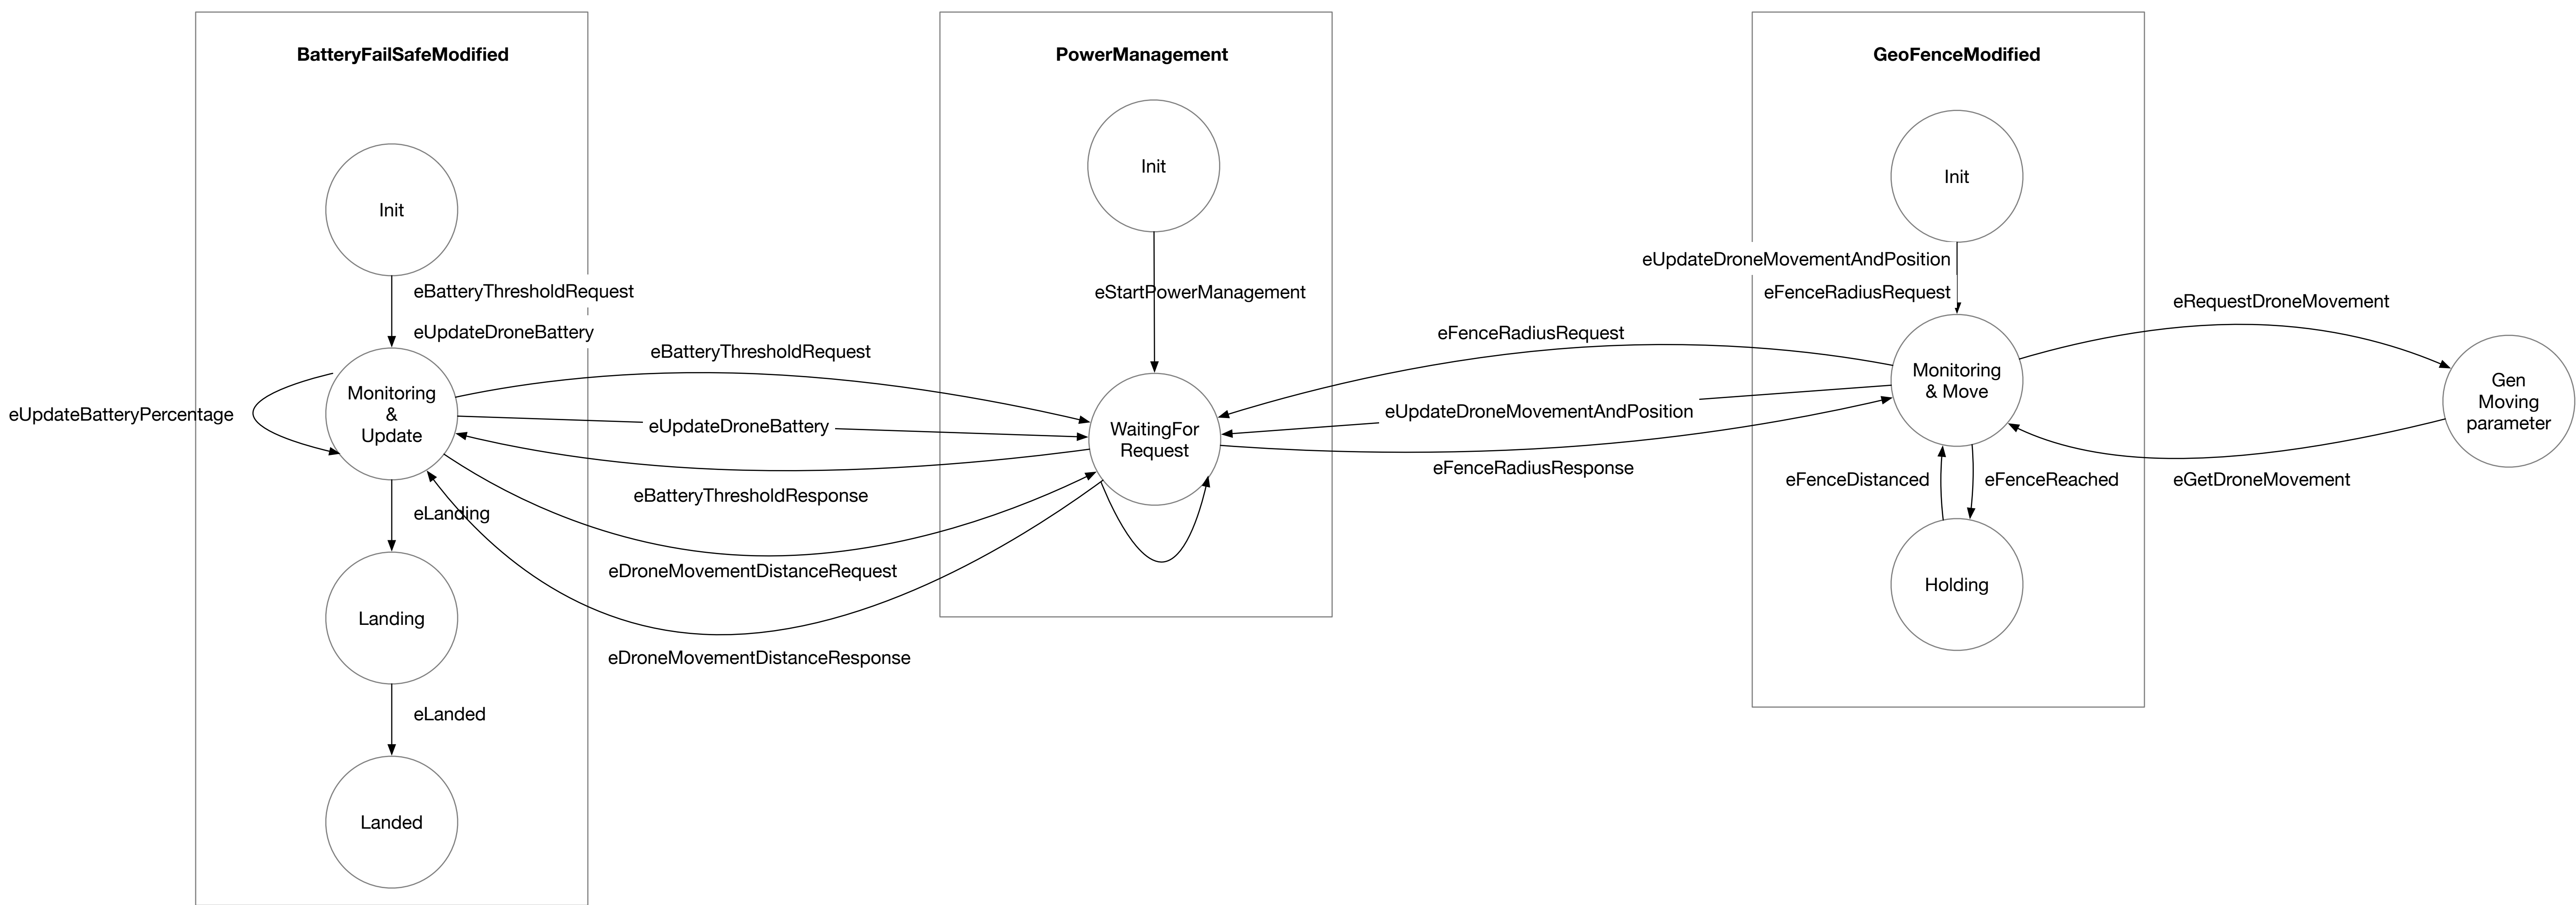 BatteryFailSafeModified
PowerManagement
GeoFenceModified
Init
Init
Init
eBatteryThresholdRequest
eUpdateDroneBattery
eStartPowerManagement
eUpdateDroneMovementAndPosition
eFenceRadiusRequest
eRequestDroneMovement
eBatteryThresholdRequest
eFenceRadiusRequest
eUpdateBatteryPercentage
Monitoring
&
Update
eUpdateDroneBattery
WaitingFor
Request
eUpdateDroneMovementAndPosition
Monitoring
& Move
Gen
Moving
parameter
eBatteryThresholdResponse
eFenceRadiusResponse
eFenceDistanced
eFenceReached
eGetDroneMovement
eLanding
eDroneMovementDistanceRequest
Holding
Landing
eDroneMovementDistanceResponse
eLanded
Landed